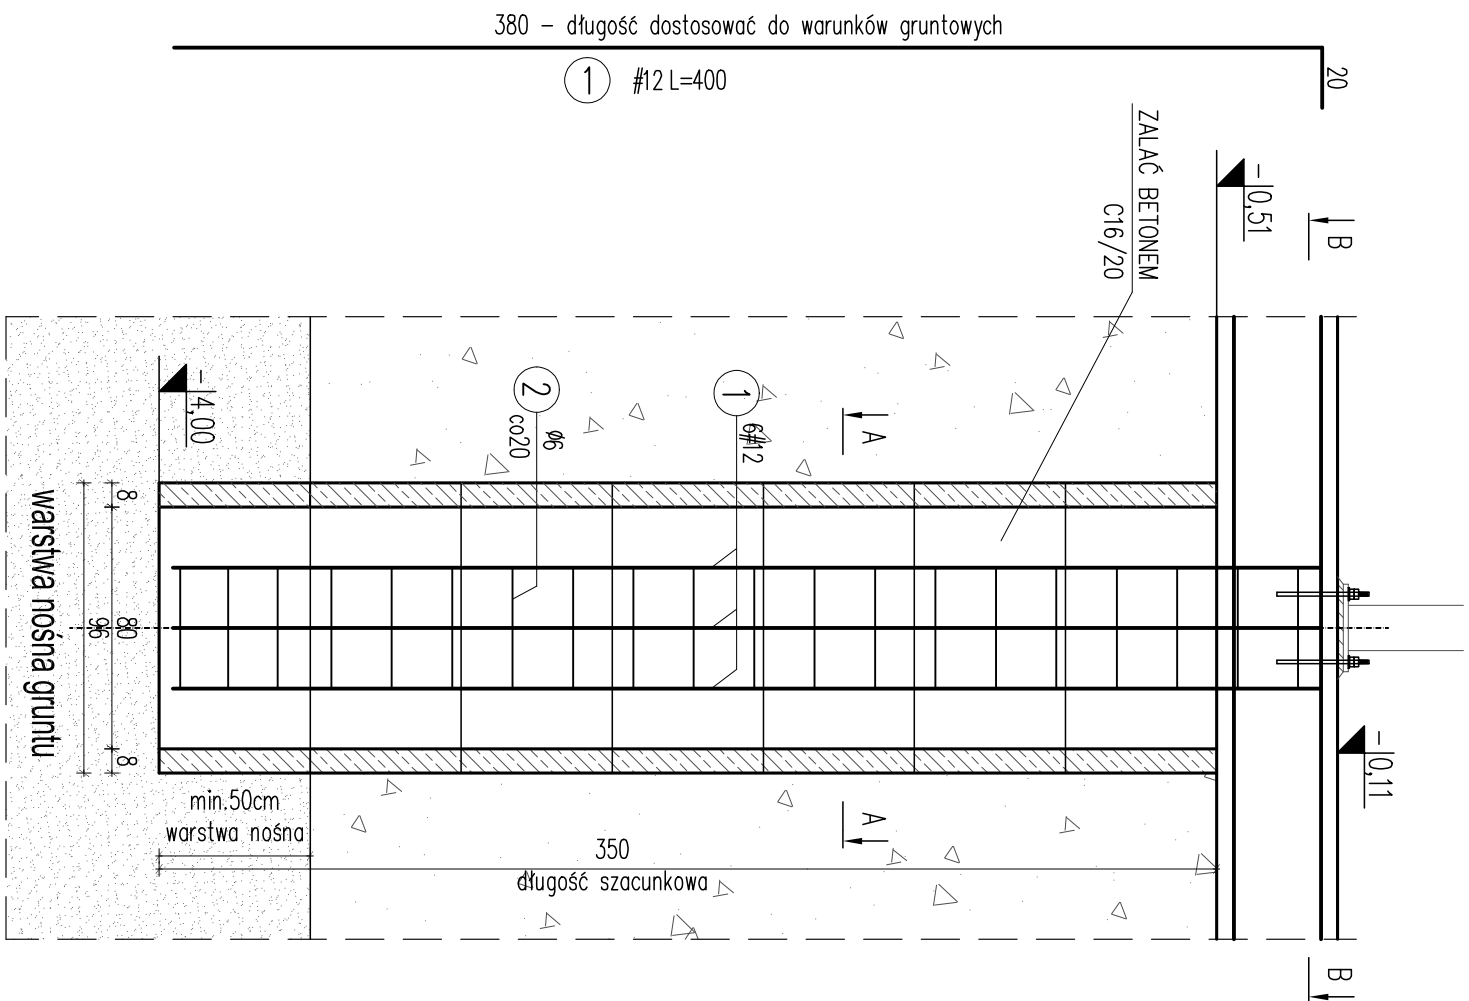 380 – długość dostosować do warunków gruntowych
20
1 #12 L=400
ZALAĆ BETONEM
C16/20
-0,51
B
-4,00
2
ø6
co20
1
6#12
A
warstwa nośna gruntu
8
80
96
8
-0,11
min.50cm
warstwa nośna
350
długość szacunkowa
A
B